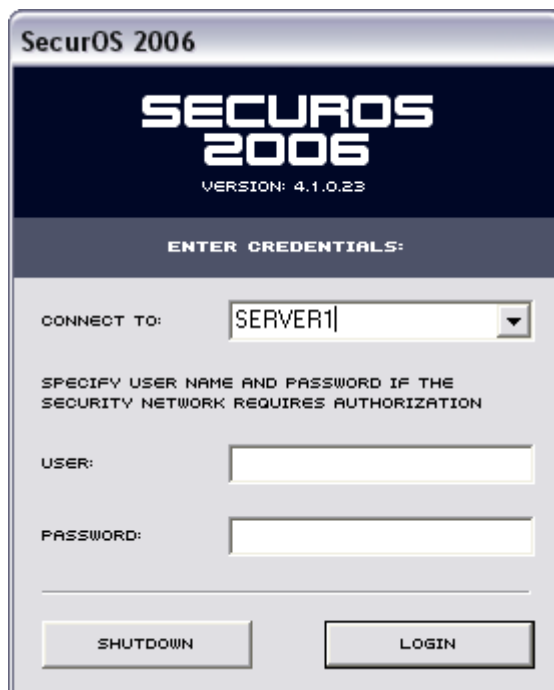 SecurOS 2006
SECUROS
2006
VERSION: 4.1.0.23
ENTER CREDENTIALS:
CONNECT TO: SERVER1
SPECIFY USER NAME AND PASSWORD IF THE
SECURITY NETWORK REQUIRES AUTHORIZATION
USER:
PASSWORD:
SHUTDOWN LOGIN